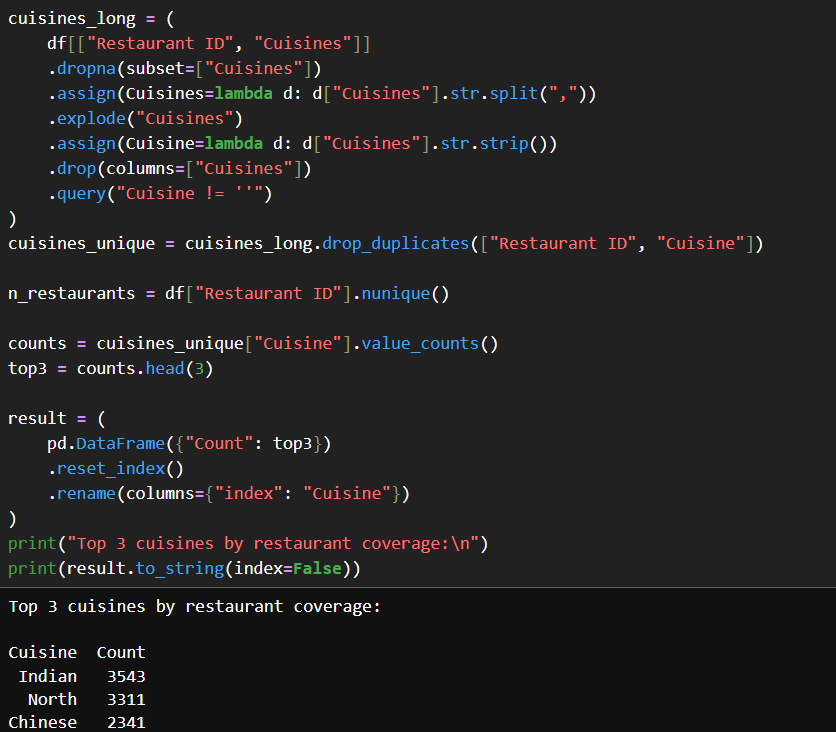 cuisines_long = (
    df[["Restaurant ID", "Cuisines"]]
    .dropna(subset=["Cuisines"])
    .assign(Cuisines=lambda d: d["Cuisines"].str.split(","))
    .explode("Cuisines")
    .assign(Cuisine=lambda d: d["Cuisines"].str.strip())
    .drop(columns=["Cuisines"])
    .query("Cuisine != ''")
)
cuisines_unique = cuisines_long.drop_duplicates(["Restaurant ID", "Cuisine"])

n_restaurants = df["Restaurant ID"].nunique()

counts = cuisines_unique["Cuisine"].value_counts()
top3 = counts.head(3)

result = (
    pd.DataFrame({"Count": top3})
    .reset_index()
    .rename(columns={"index": "Cuisine"})
)
print("Top 3 cuisines by restaurant coverage:\n")
print(result.to_string(index=False))
Top 3 cuisines by restaurant coverage:

Cuisine  Count
 Indian   3543
  North   3311
Chinese   2341